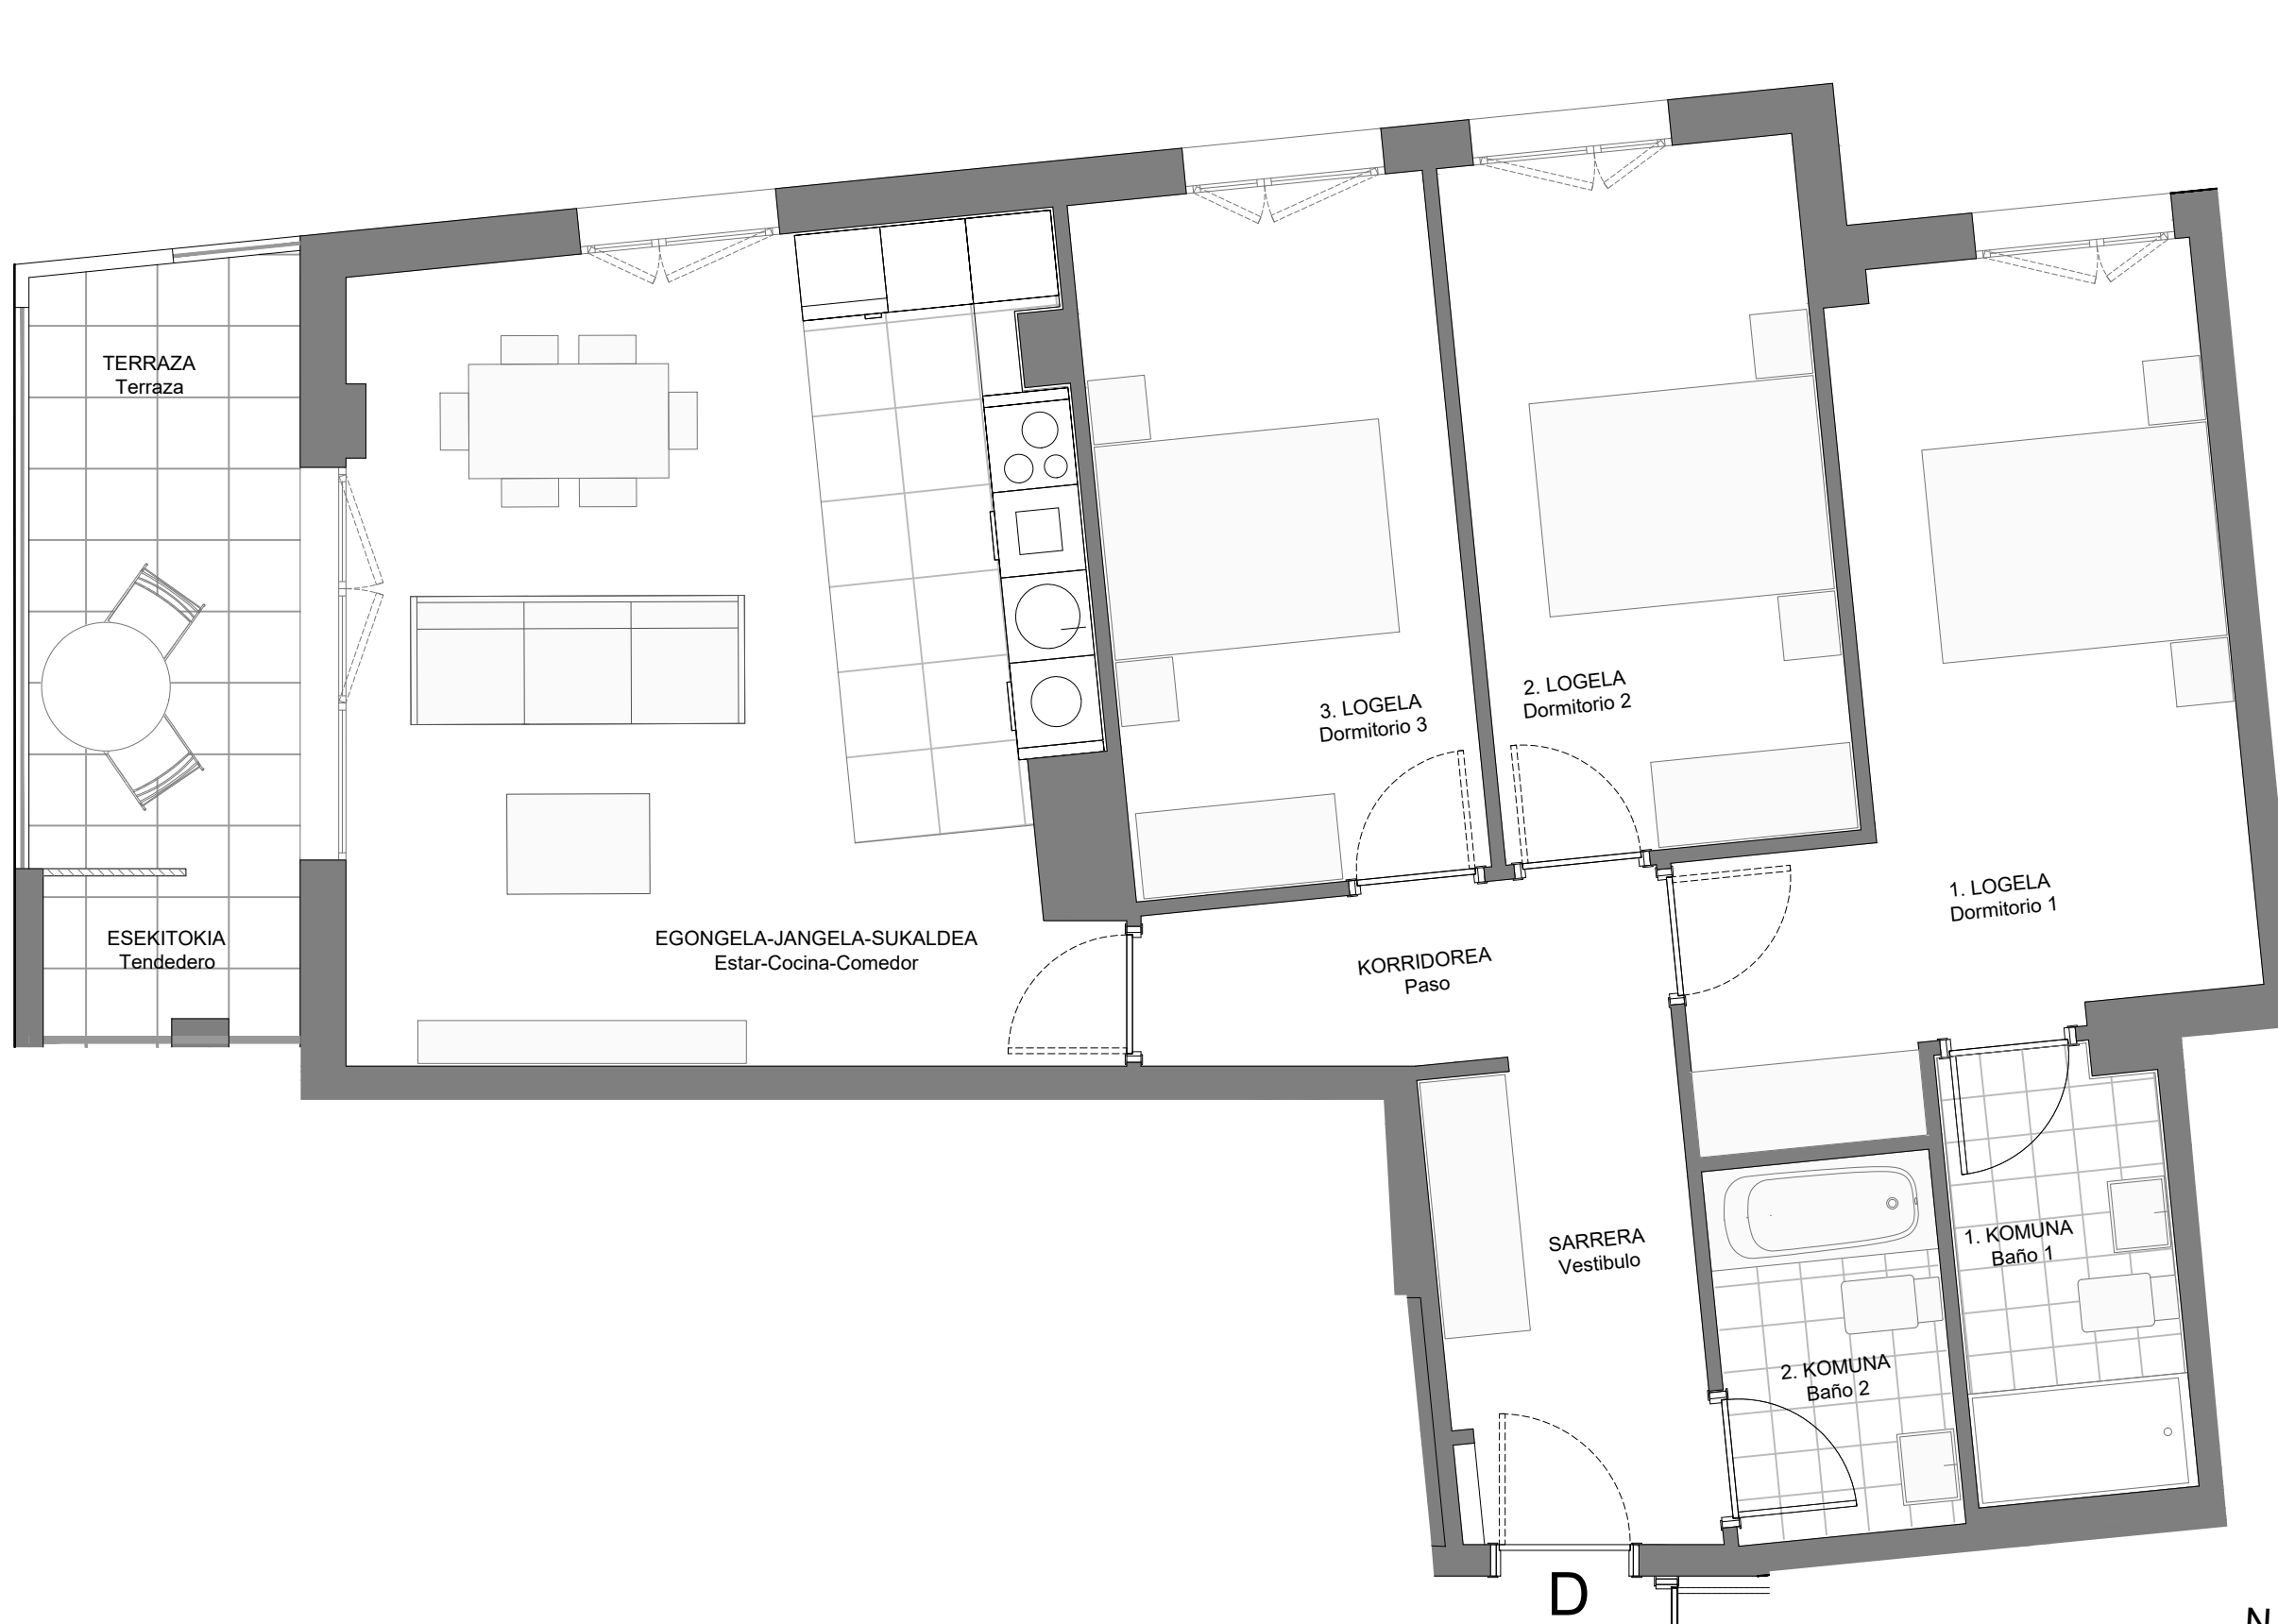 TERRAZA
Terraza
ESEKITOKIA
Tendedero
EGONGELA-JANGELA-SUKALDEA
Estar-Cocina-Comedor
3. LOGELA
Dormitorio 3
2. LOGELA
Dormitorio 2
1. LOGELA
Dormitorio 1
KORRIDOREA
Paso
SARRERA
Vestibulo
1. KOMUNA
Baño 1
2. KOMUNA
Baño 2
D
N